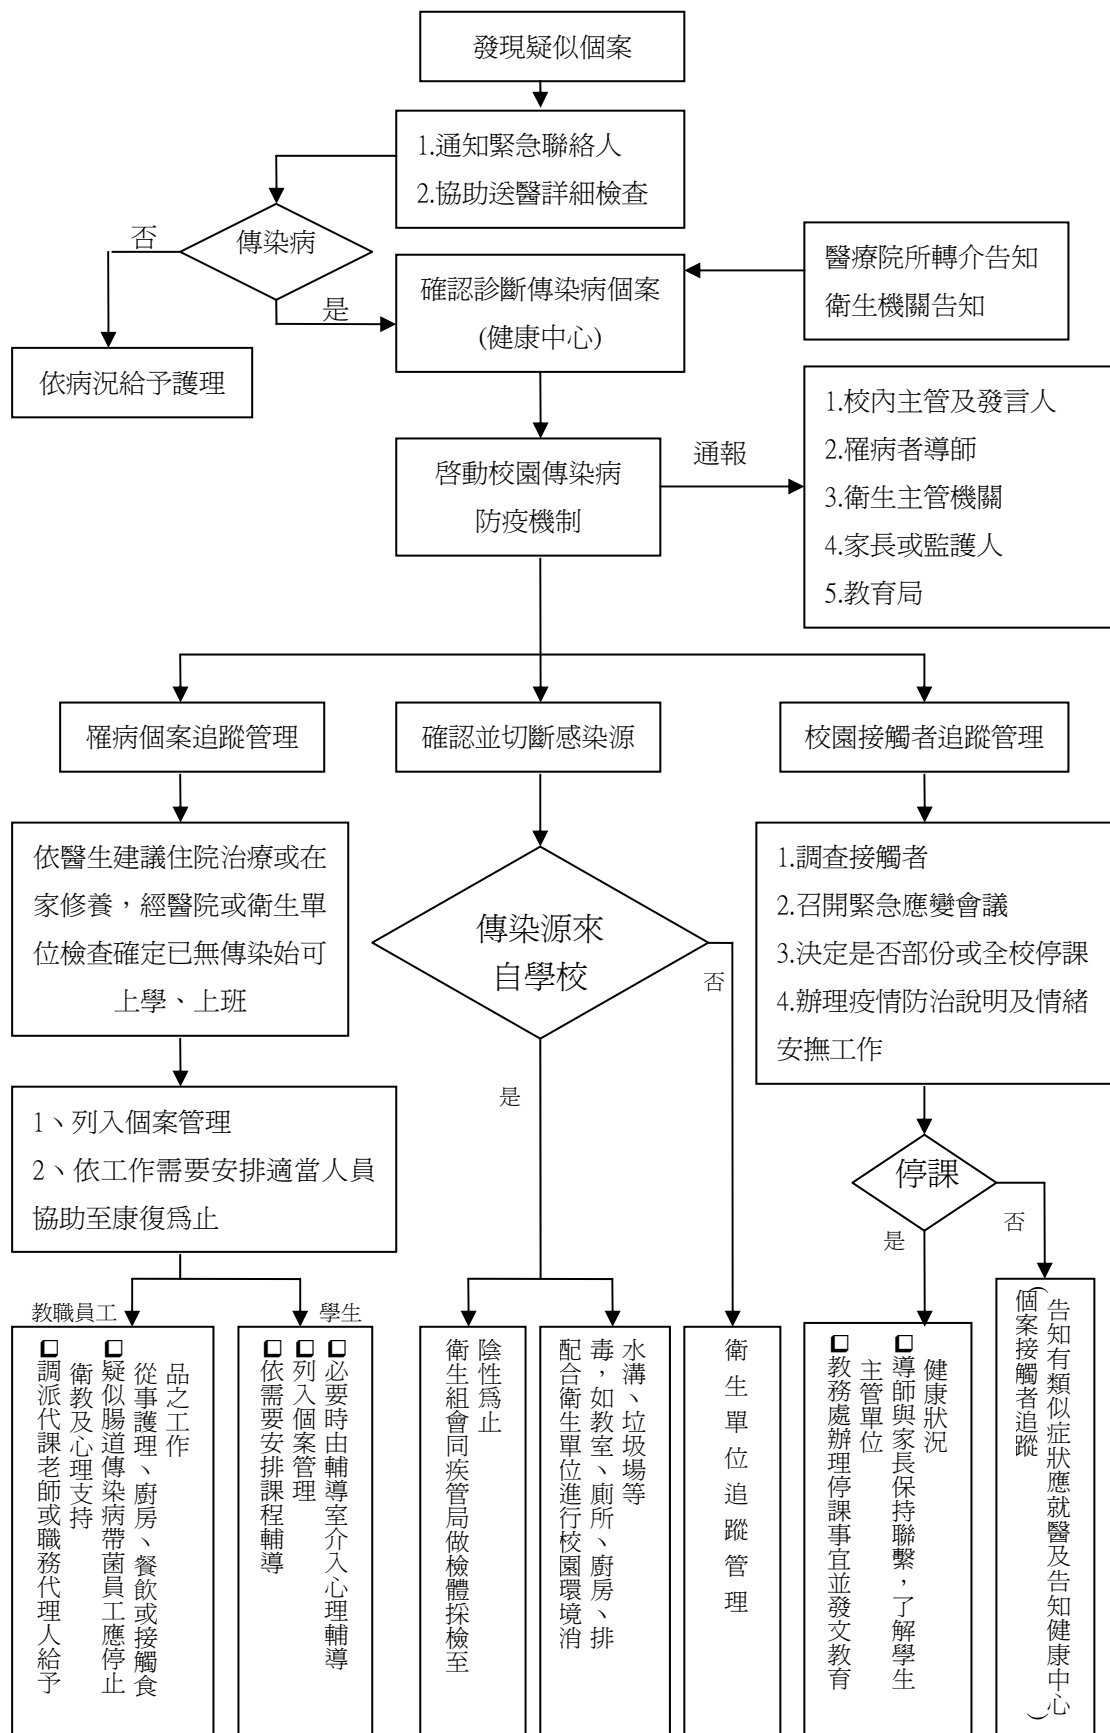 發現疑似個案
1.通知緊急聯絡人
2.協助送醫詳細檢查
否
傳染病
是
確認診斷傳染病個案
(健康中心)
醫療院所轉介告知
衛生機關告知
依病況給予護理
啓動校園傳染病
防疫機制
通報
1.校內主管及發言人
2.罹病者導師
3.衛生主管機關
4.家長或監護人
5.教育局
罹病個案追蹤管理
確認並切斷感染源
校園接觸者追蹤管理
依醫生建議住院治療或在
家修養，經醫院或衛生單
位檢查確定已無傳染始可
上學、上班
傳染源來
自學校
否
是
1.調查接觸者
2.召開緊急應變會議
3.決定是否部份或全校停課
4.辦理疫情防治說明及情緒
安撫工作
1、列入個案管理
2、依工作需要安排適當人員
協助至康復爲止
停課
否
是
教職員工
學生
❑調派代課老師或職務代理人給予
衛教及心理支持
❑疑似腸道傳染病帶菌員工應停止
從事護理、廚房、餐飲或接觸食
品之工作
❑依需要安排課程輔導
❑列入個案管理
❑必要時由輔導室介入心理輔導
衛生組會同疾管局做檢體採檢至
陰性爲止
配合衛生單位進行校園環境消
毒，如教室、廁所、廚房、排
水溝、垃圾場等
衛生單位追蹤管理
❑教務處辦理停課事宜並發文教育
主管單位
❑導師與家長保持聯繫，了解學生
健康狀況
個案接觸者追蹤
(告知有類似症狀應就醫及告知健康中心)